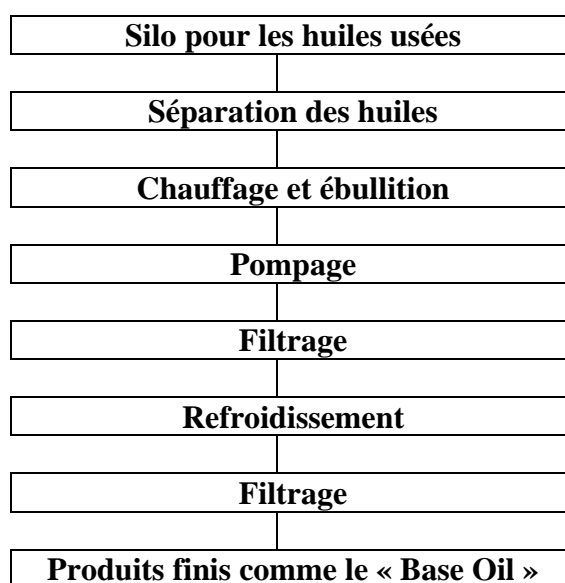 Silo pour les huiles usées
Séparation des huiles
Chauffage et ébullition
Pompage
Filtrage
Refroidissement
Filtrage
Produits finis comme le « Base Oil »